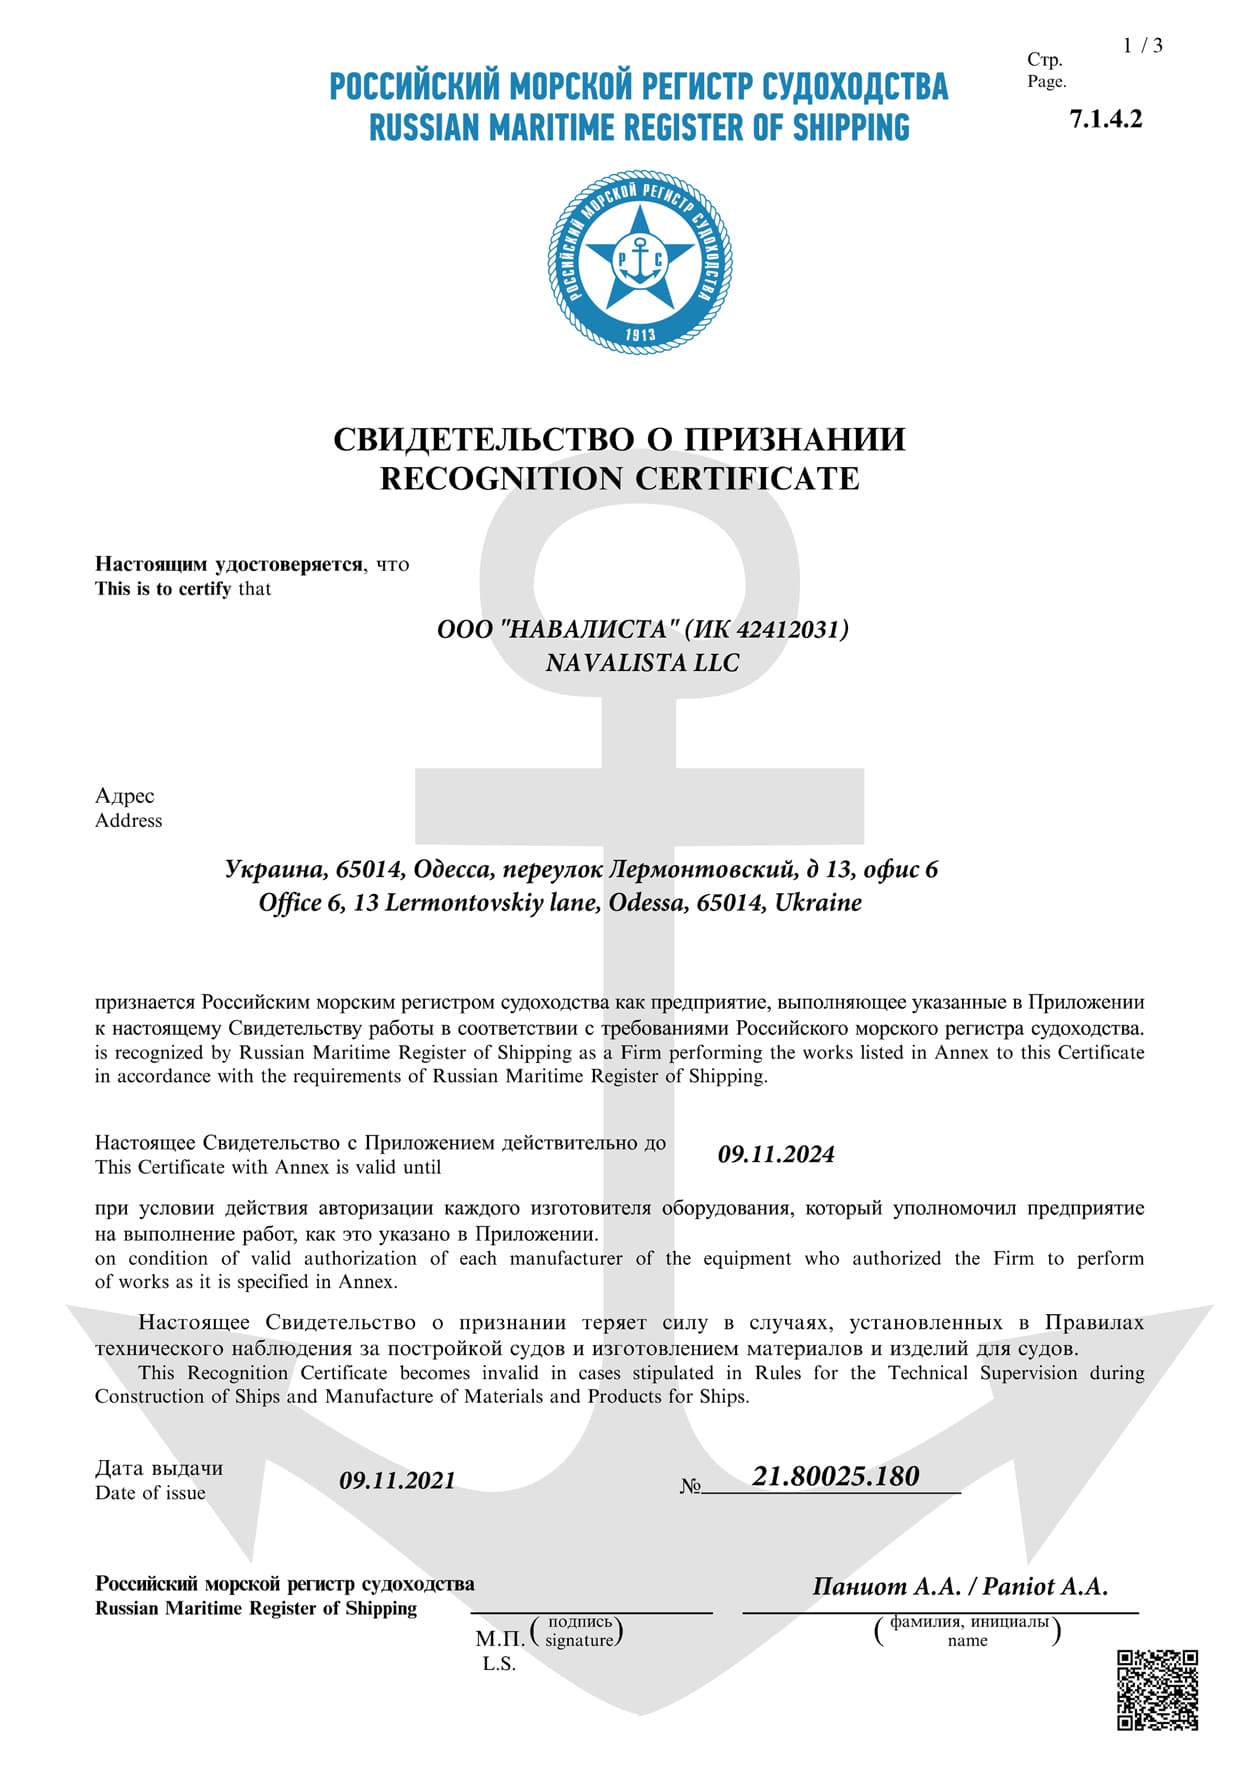 1 / 3
Стр.
Page.
7.1.4.2
РОССИЙСКИЙ МОРСКОЙ РЕГИСТР СУДОХОДСТВА
RUSSIAN MARITIME REGISTER OF SHIPPING
РОССИЙСКИЙ МОРСКОЙ РЕГИСТР СУДОХОДСТВА
Р С
1913
СВИДЕТЕЛЬСТВО О ПРИЗНАНИИ
RECOGNITION CERTIFICATE
Настоящим удостоверяется, что
This is to certify that
ООО "НАВАЛИСТА" (ИК 42412031)
NAVALISTA LLC
Адрес
Address
Украина, 65014, Одесса, переулок Лермонтовский, д 13, офис 6
Office 6, 13 Lermontovskiy lane, Odessa, 65014, Ukraine
признается Российским морским регистром судоходства как предприятие, выполняющее указанные в Приложении
к настоящему Свидетельству работы в соответствии с требованиями Российского морского регистра судоходства.
is recognized by Russian Maritime Register of Shipping as a Firm performing the works listed in Annex to this Certificate
in accordance with the requirements of Russian Maritime Register of Shipping.
Настоящее Свидетельство с Приложением действительно до
This Certificate with Annex is valid until
09.11.2024
при условии действия авторизации каждого изготовителя оборудования, который уполномочил предприятие
на выполнение работ, как это указано в Приложении.
on condition of valid authorization of each manufacturer of the equipment who authorized the Firm to perform
of works as it is specified in Annex.
Настоящее Свидетельство о признании теряет силу в случаях, установленных в Правилах
технического наблюдения за постройкой судов и изготовлением материалов и изделий для судов.
This Recognition Certificate becomes invalid in cases stipulated in Rules for the Technical Supervision during
Construction of Ships and Manufacture of Materials and Products for Ships.
Дата выдачи
Date of issue
09.11.2021
№ 21.80025.180
Российский морской регистр судоходства
Russian Maritime Register of Shipping
Паниот А.А. / Paniot A.A.
М.П. (подпись
signature)
L.S.
(фамилия, инициалы
name)